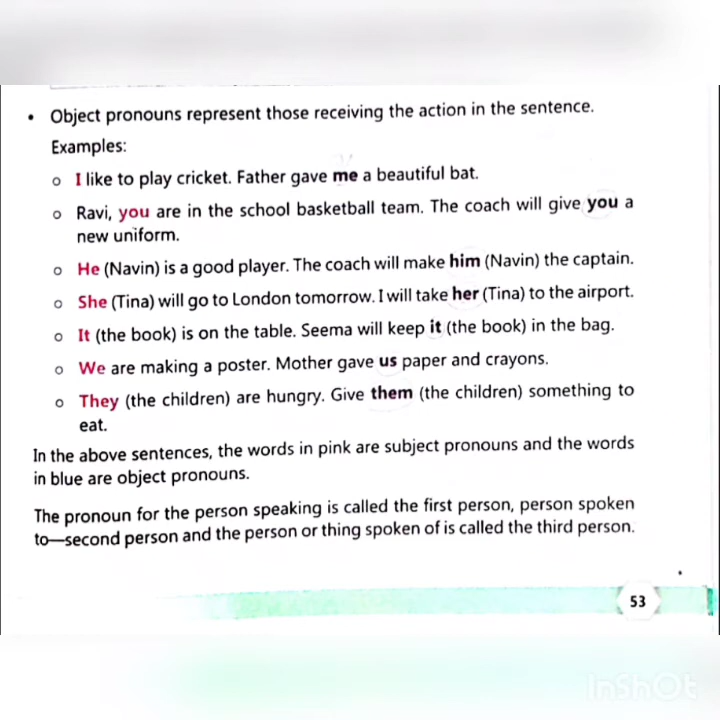 • Object pronouns represent those receiving the action in the sentence.
Examples:
o I like to play cricket. Father gave me a beautiful bat.
o Ravi, you are in the school basketball team. The coach will give you a
new uniform.
o He (Navin) is a good player. The coach will make him (Navin) the captain.
o She (Tina) will go to London tomorrow. I will take her (Tina) to the airport.
o It (the book) is on the table. Seema will keep it (the book) in the bag.
o We are making a poster. Mother gave us paper and crayons.
o They (the children) are hungry. Give them (the children) something to
eat.
In the above sentences, the words in pink are subject pronouns and the words
in blue are object pronouns.
The pronoun for the person speaking is called the first person, person spoken
to—second person and the person or thing spoken of is called the third person.
53
InShOt